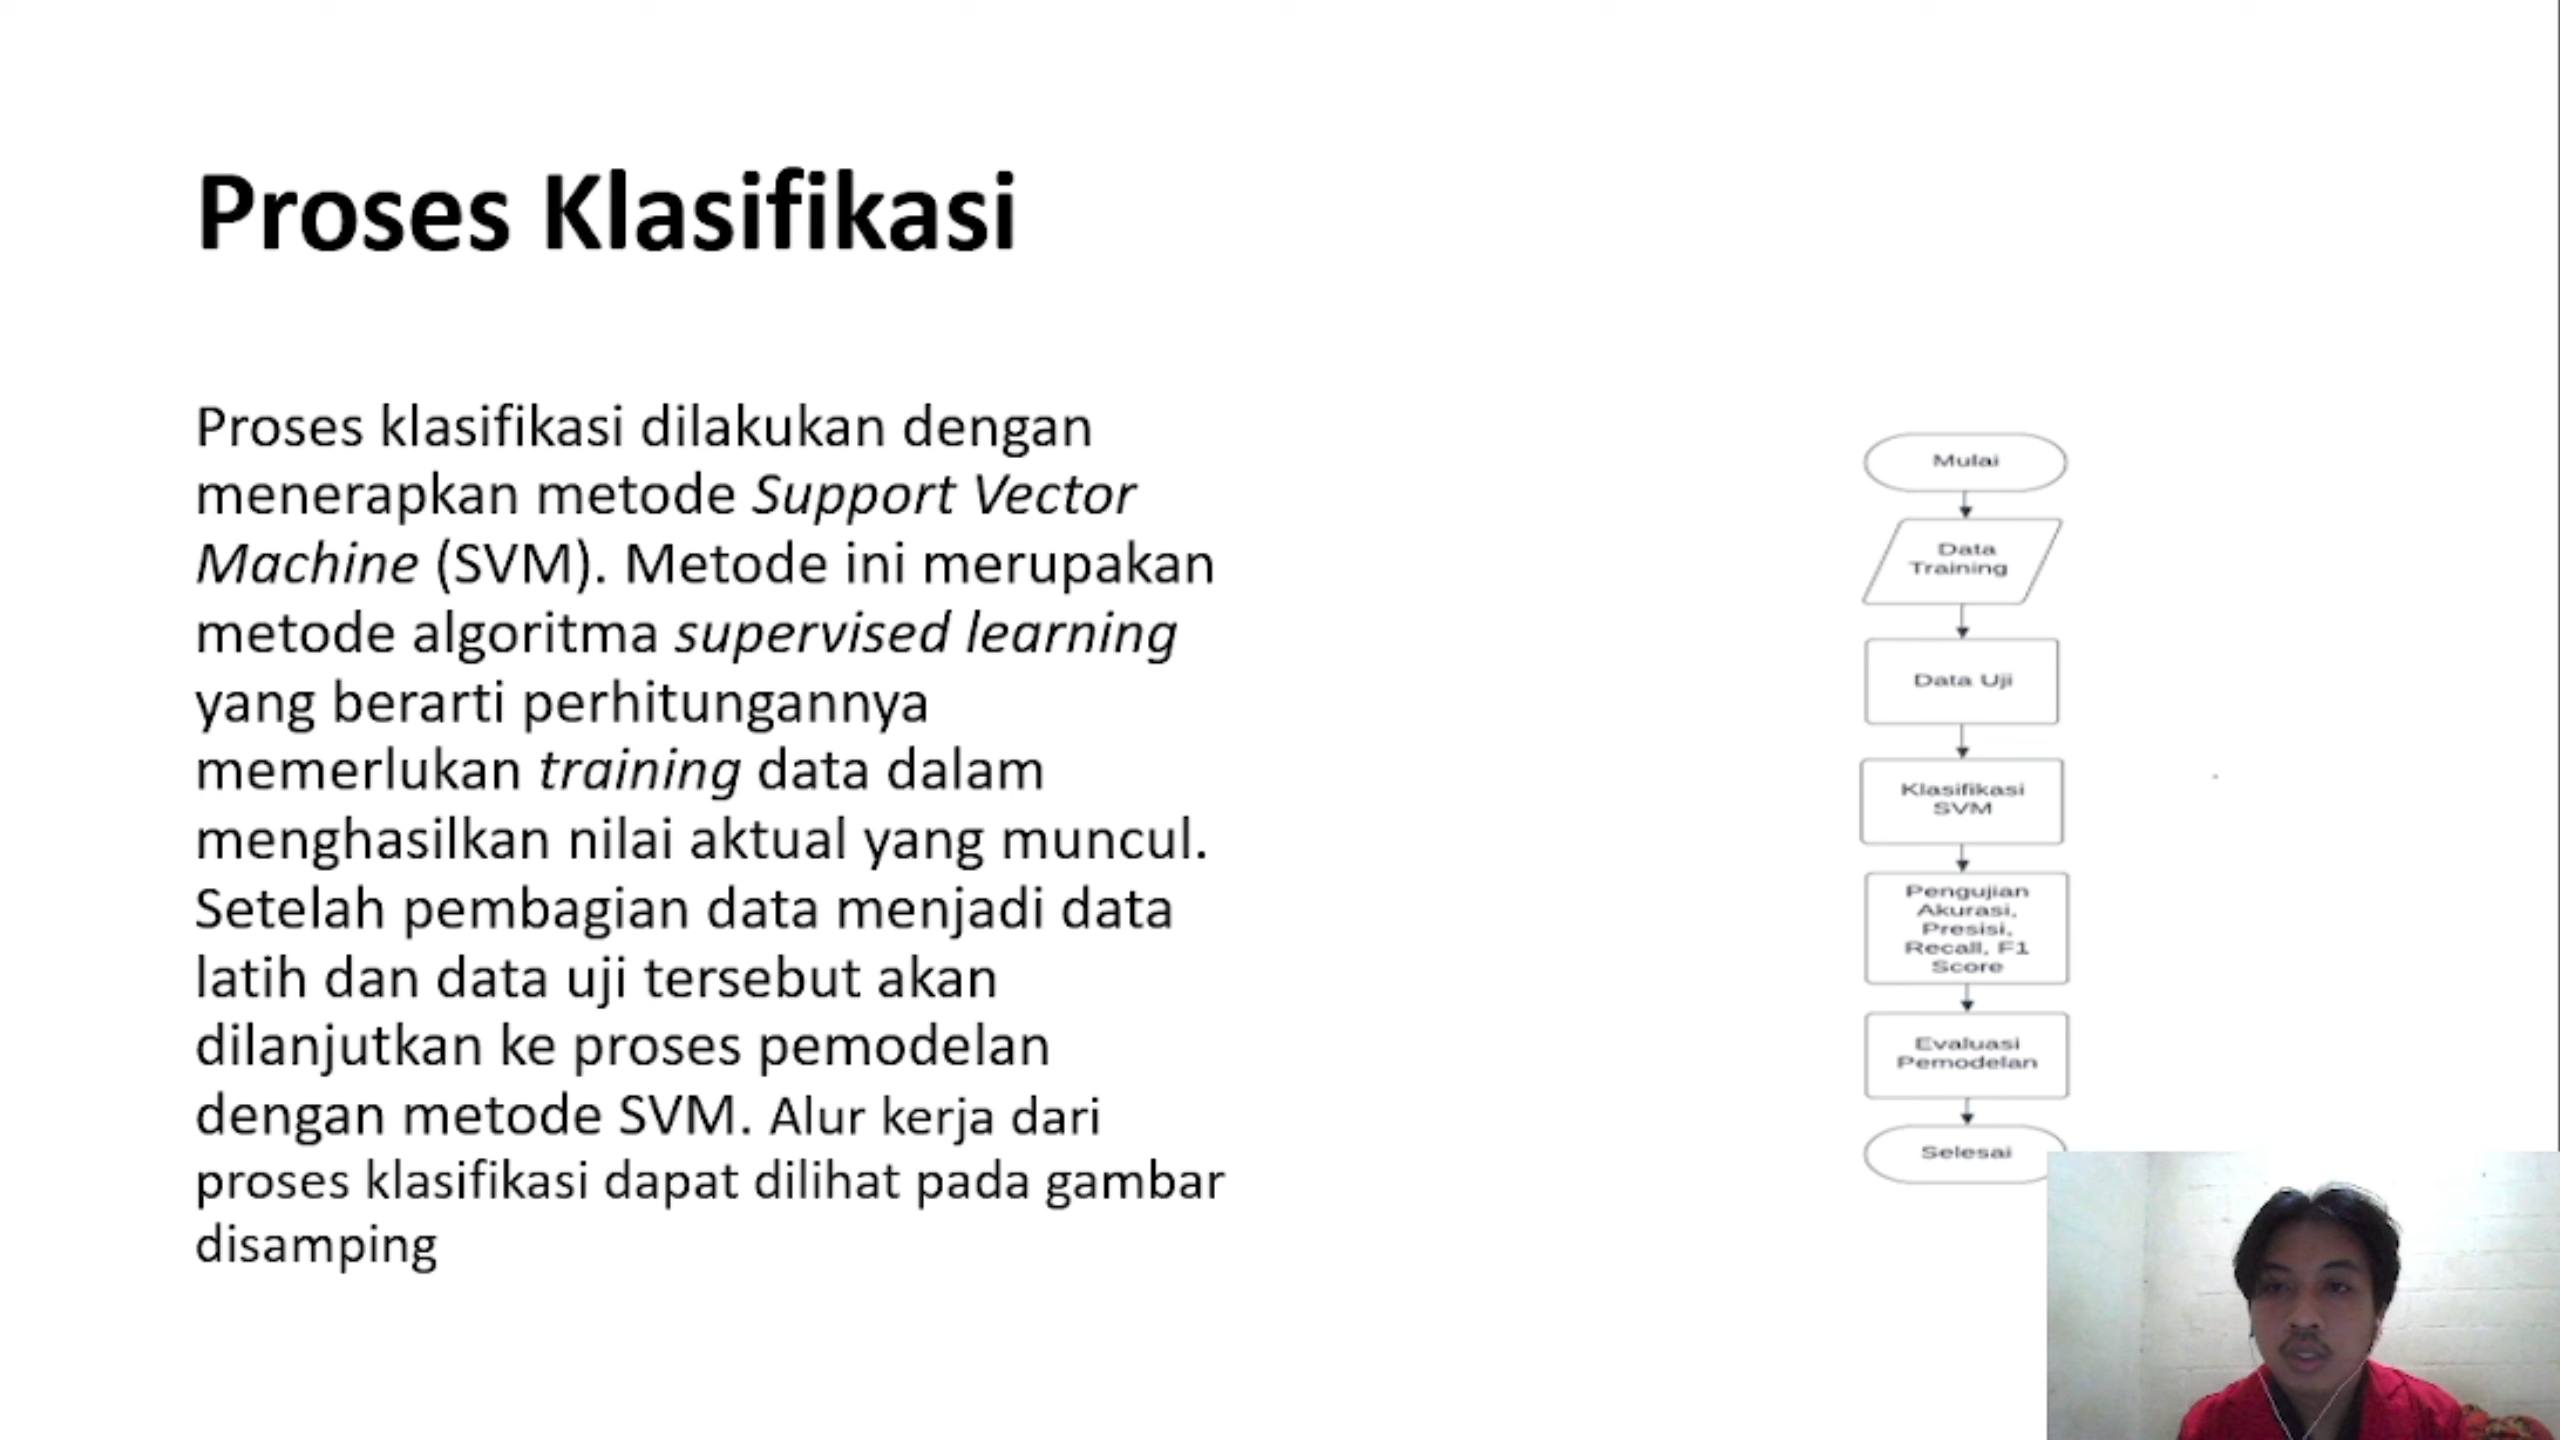 Proses Klasifikasi
Proses klasifikasi dilakukan dengan
menerapkan metode Support Vector
Machine (SVM). Metode ini merupakan
metode algoritma supervised learning
yang berarti perhitungannya
memerlukan training data dalam
menghasilkan nilai aktual yang muncul.
Setelah pembagian data menjadi data
latih dan data uji tersebut akan
dilanjutkan ke proses pemodelan
dengan metode SVM. Alur kerja dari
proses klasifikasi dapat dilihat pada gambar
disamping
Mulai
Data
Training
Data Uji
Klasifikasi
SVM
Pengujian
Akurasi,
Presisi,
Recall, F1
Score
Evaluasi
Pemodelan
Selesai